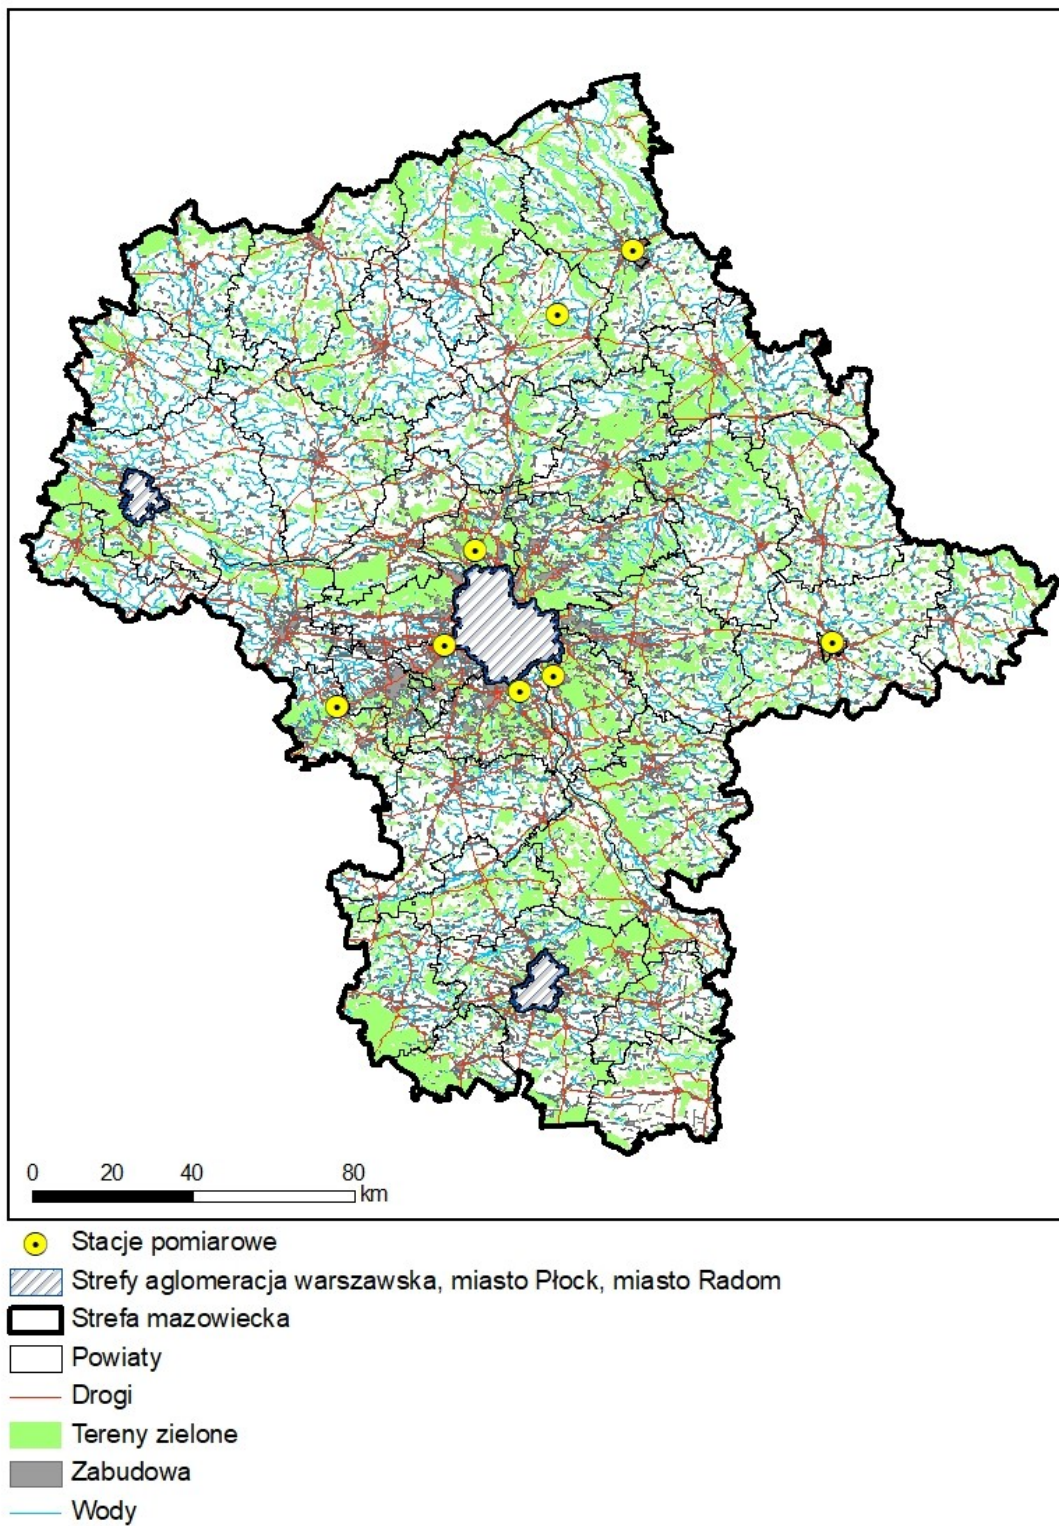 0 20 40 80
km
Stacje pomiarowe
Strefy aglomeracja warszawska, miasto Płock, miasto Radom
Strefa mazowiecka
Powiaty
Drogi
Tereny zielone
Zabudowa
Wody